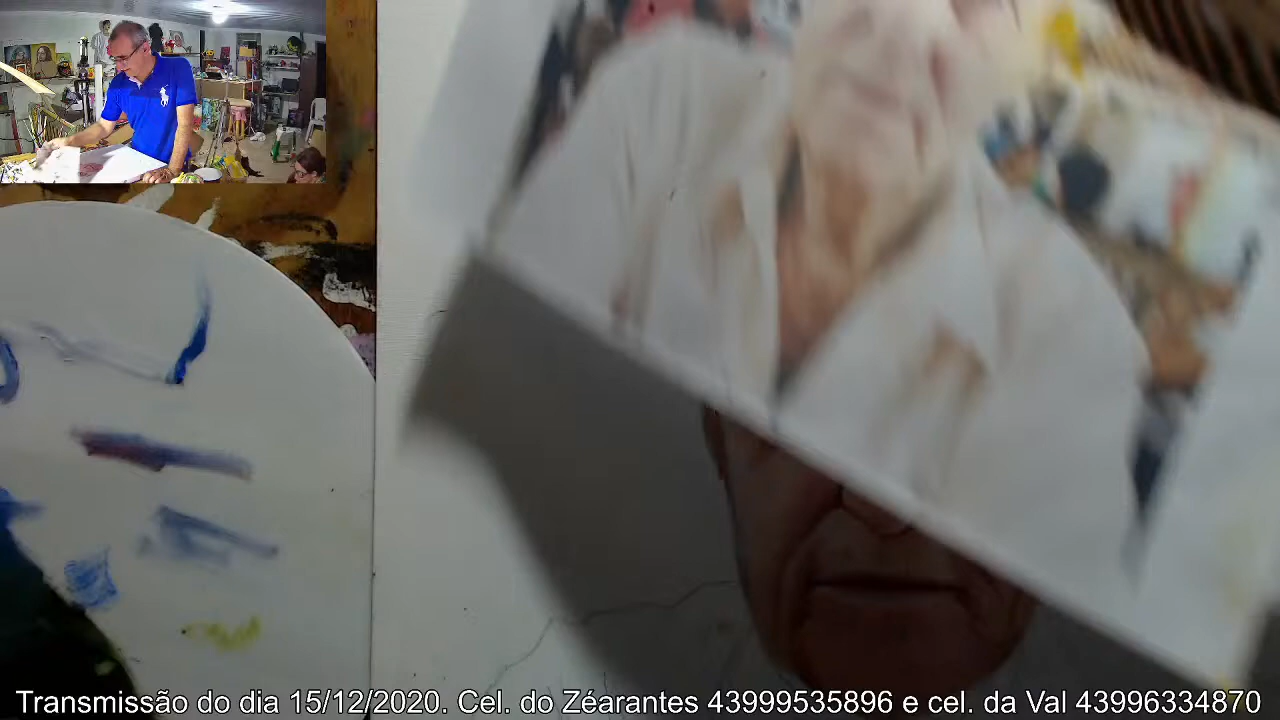 Transmissão do dia 15/12/2020. Cel. do Zéarantes 43999535896 e cel. da Val 43996334870